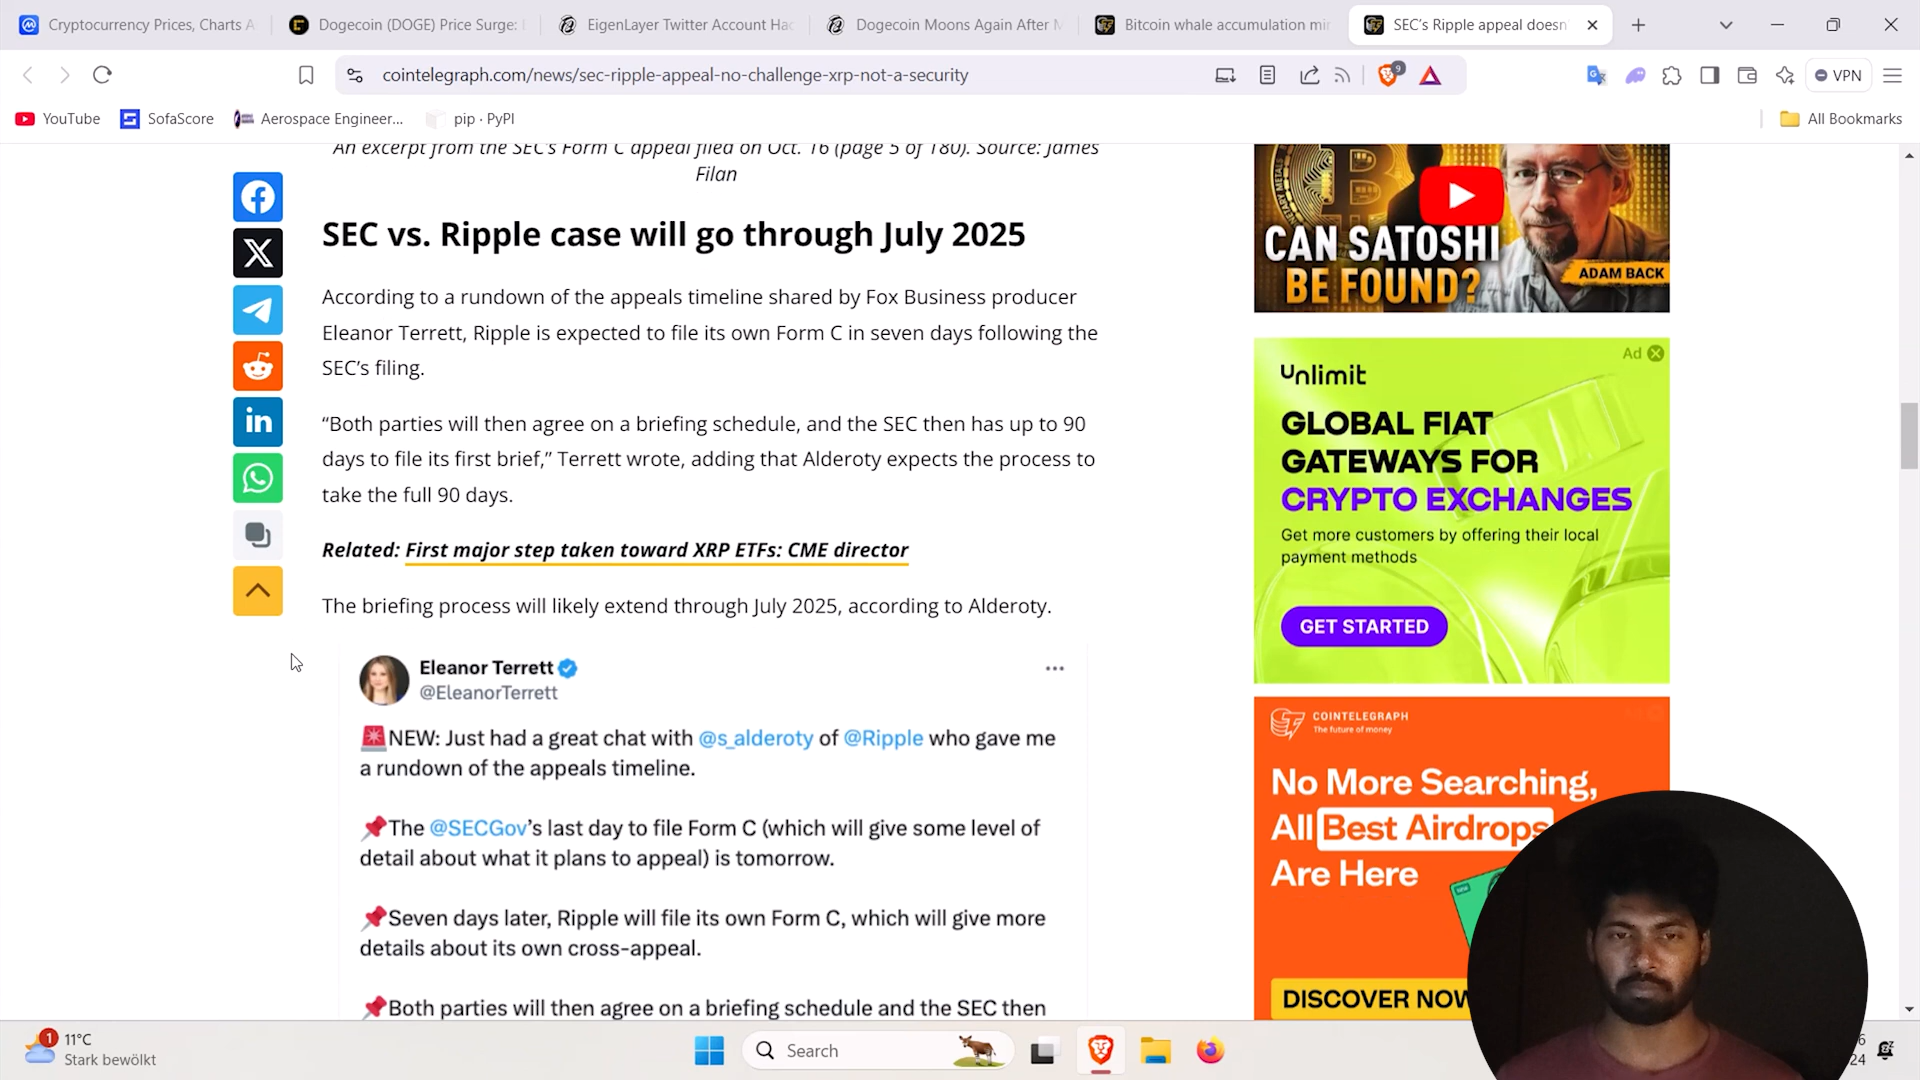 Cryptocurrency Prices, Charts A
Dogecoin (DOGE) Price Surge:
EigenLayer Twitter Account Hac
Dogecoin Moons Again After M
Bitcoin whale accumulation mir
SEC's Ripple appeal doesn'
cointelegraph.com/news/sec-ripple-appeal-no-challenge-xrp-not-a-security
9
VPN
YouTube
SofaScore
Aerospace Engineer...
pip · PyPI
All Bookmarks
An excerpt from the SEC's Form C appeal filed on Oct. 16 (page 5 of 180). Source: James
Filan
SEC vs. Ripple case will go through July 2025
According to a rundown of the appeals timeline shared by Fox Business producer
Eleanor Terrett, Ripple is expected to file its own Form C in seven days following the
SEC's filing.
“Both parties will then agree on a briefing schedule, and the SEC then has up to 90
days to file its first brief,” Terrett wrote, adding that Alderoty expects the process to
take the full 90 days.
Related: First major step taken toward XRP ETFs: CME director
The briefing process will likely extend through July 2025, according to Alderoty.
Eleanor Terrett
@EleanorTerrett
🚨NEW: Just had a great chat with @s_alderoty of @Ripple who gave me
a rundown of the appeals timeline.
📌The @SECGov's last day to file Form C (which will give some level of
detail about what it plans to appeal) is tomorrow.
📌Seven days later, Ripple will file its own Form C, which will give more
details about its own cross-appeal.
📌Both parties will then agree on a briefing schedule and the SEC then
CAN SATOSHI
BE FOUND?
ADAM BACK
Ad
Unlimit
GLOBAL FIAT
GATEWAYS FOR
CRYPTO EXCHANGES
Get more customers by offering their local
payment methods
GET STARTED
COINTELEGRAPH
The future of money
No More Searching,
All Best Airdrops
Are Here
DISCOVER NOW
1
11°C
Stark bewölkt
Search
6
24